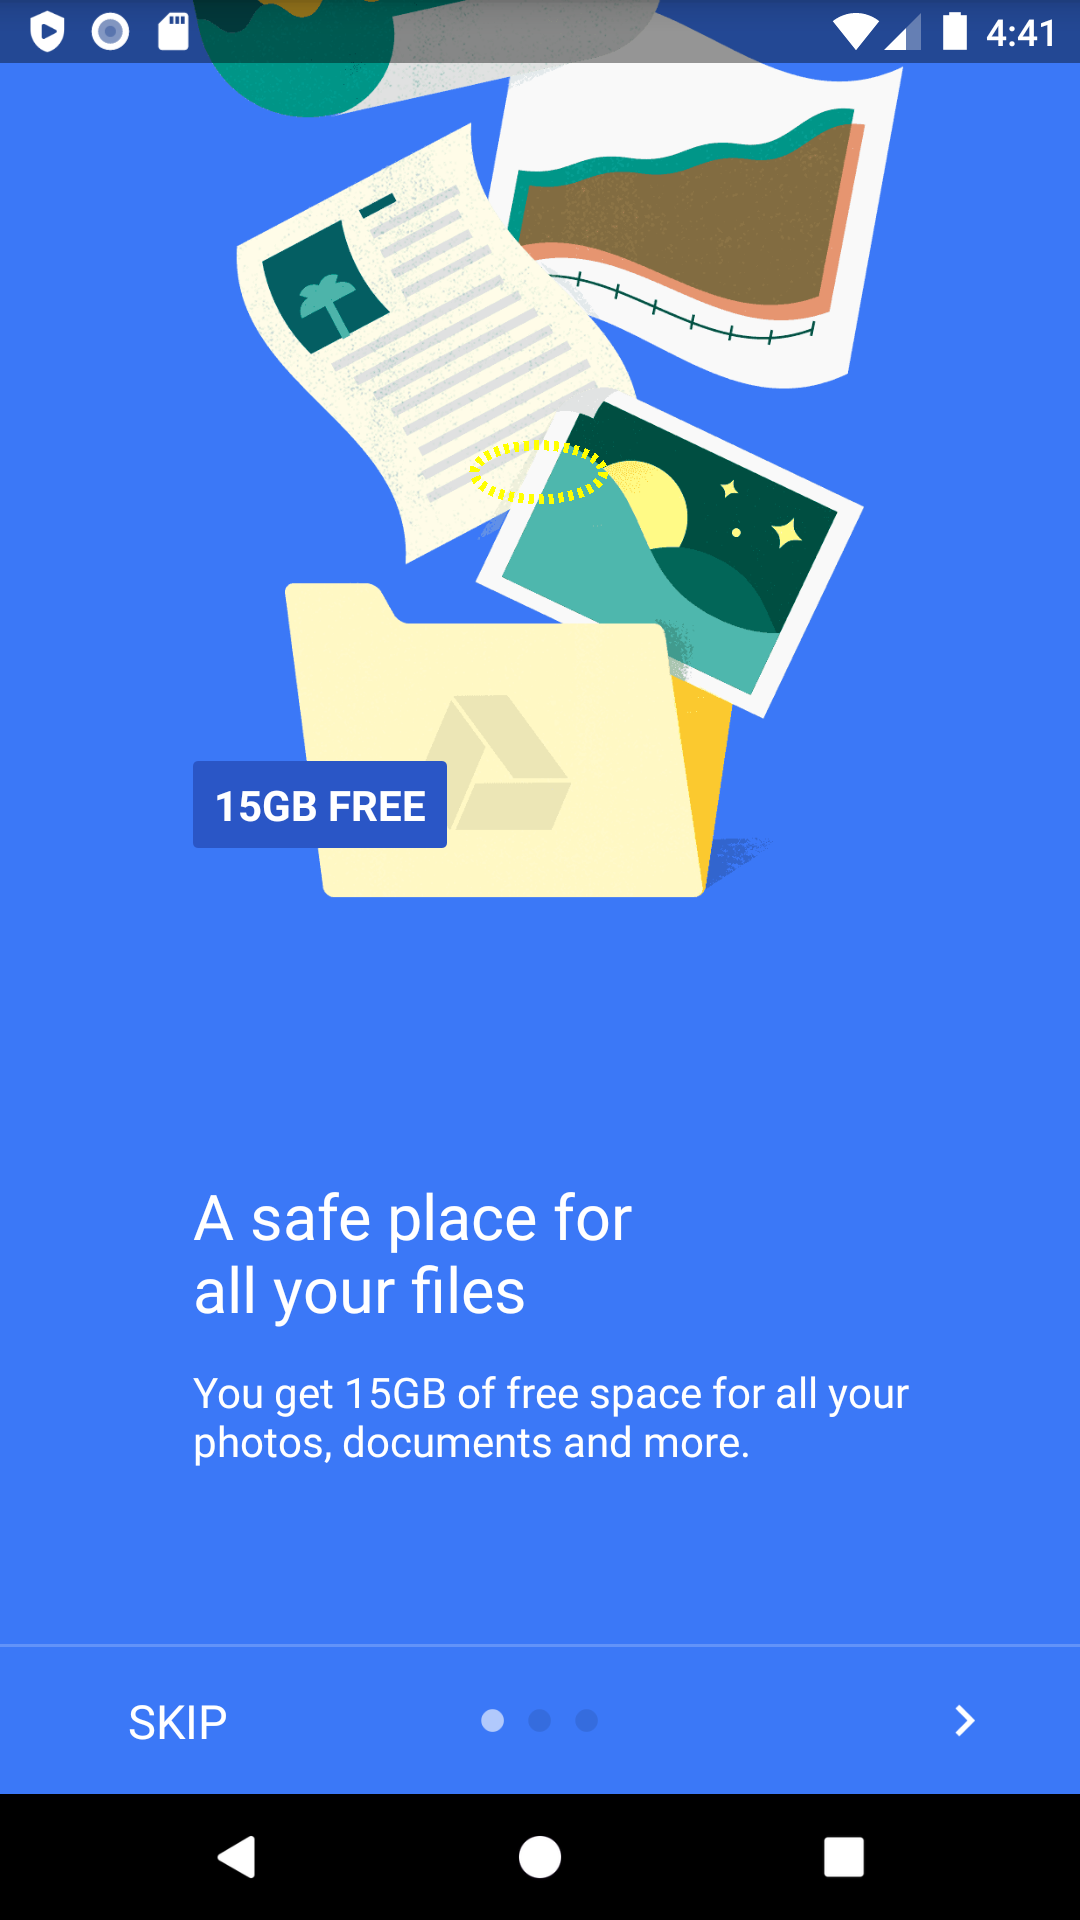 4:41
15GB FREE
A safe place for
all your files
You get 15GB of free space for all your
photos, documents and more.
SKIP